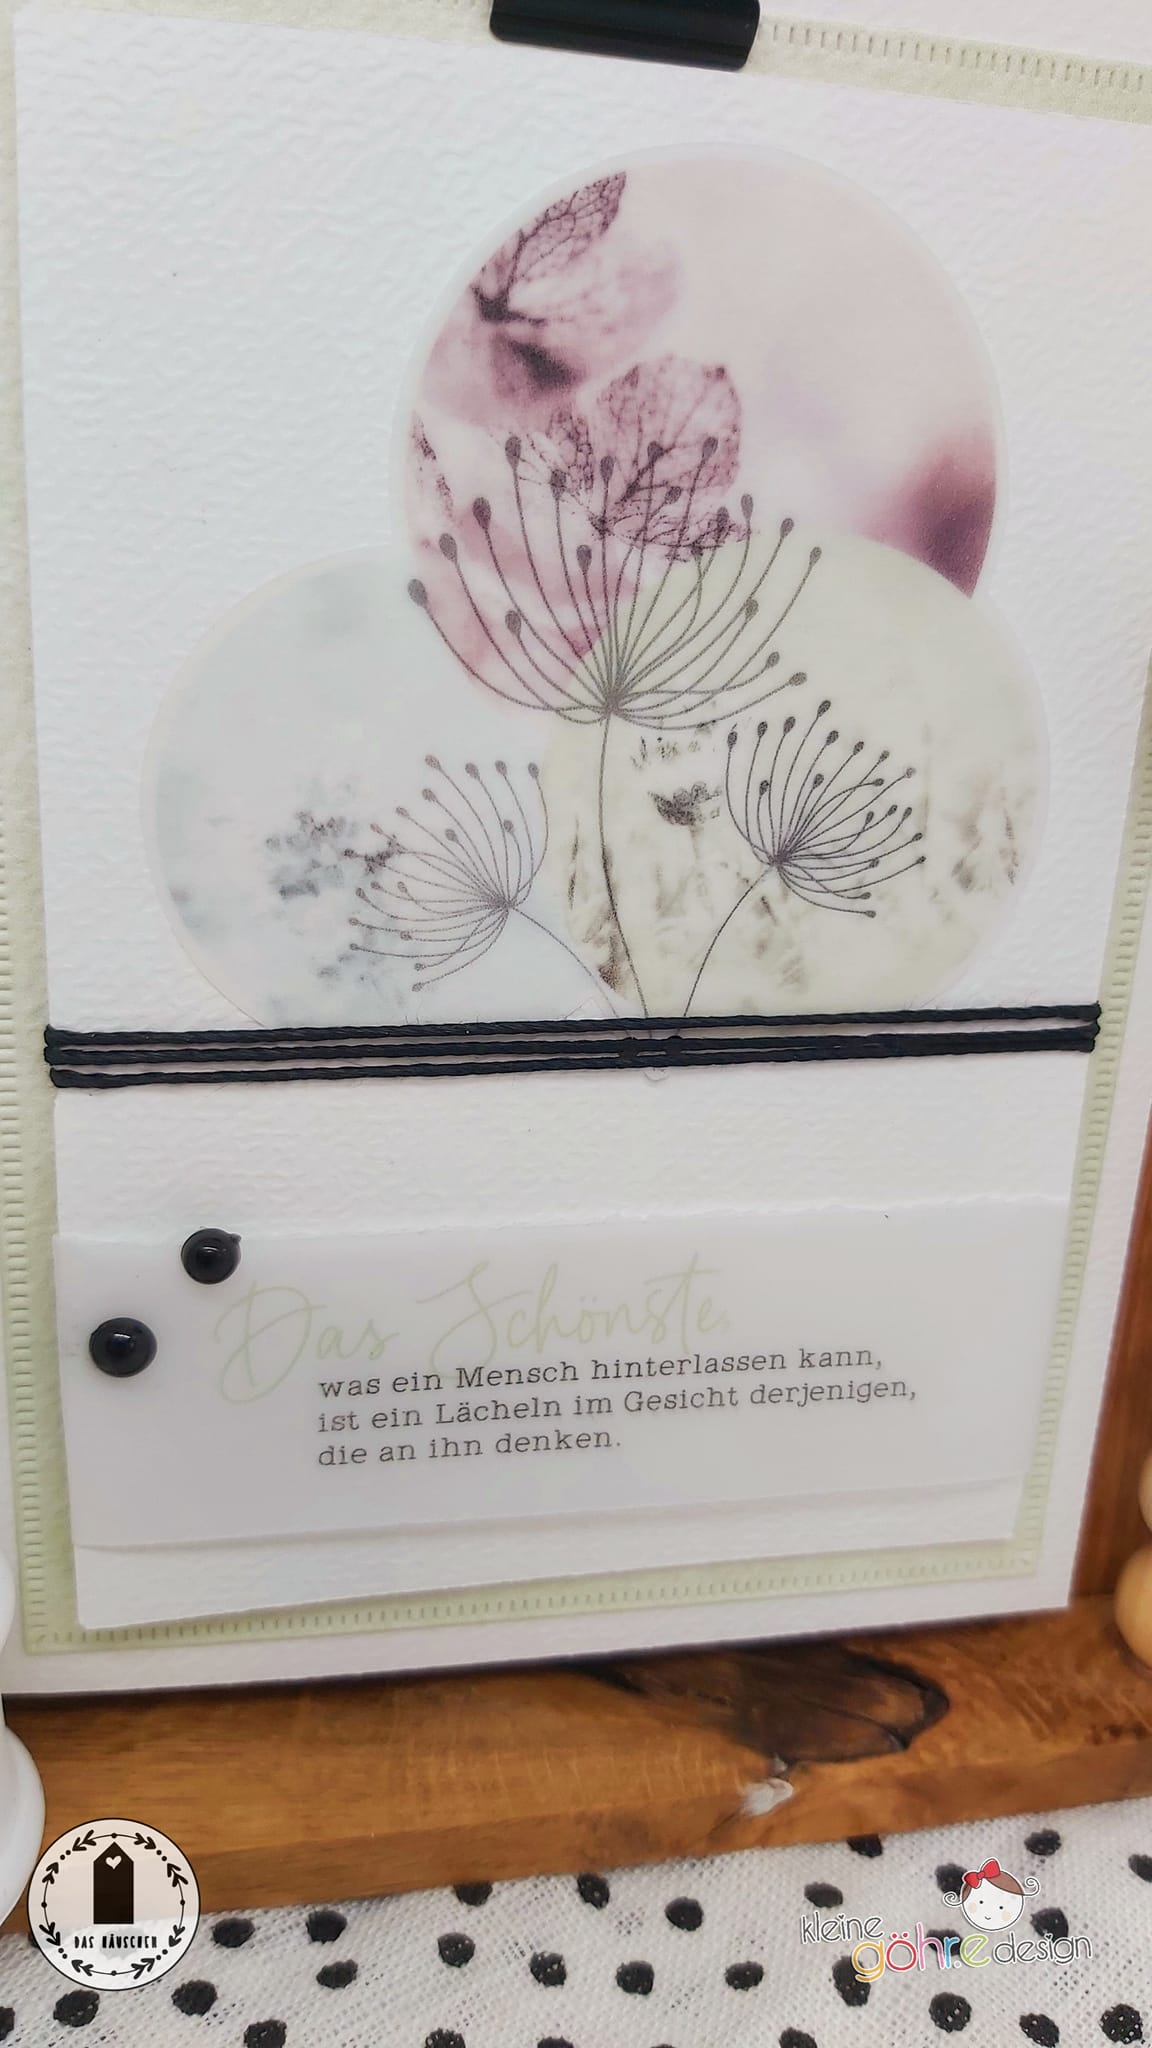 Das Schönste,
was ein Mensch hinterlassen kann,
ist ein Lächeln im Gesicht derjenigen,
die an ihn denken.
DAS HÄUSCHEN
kleine
göhr.e design